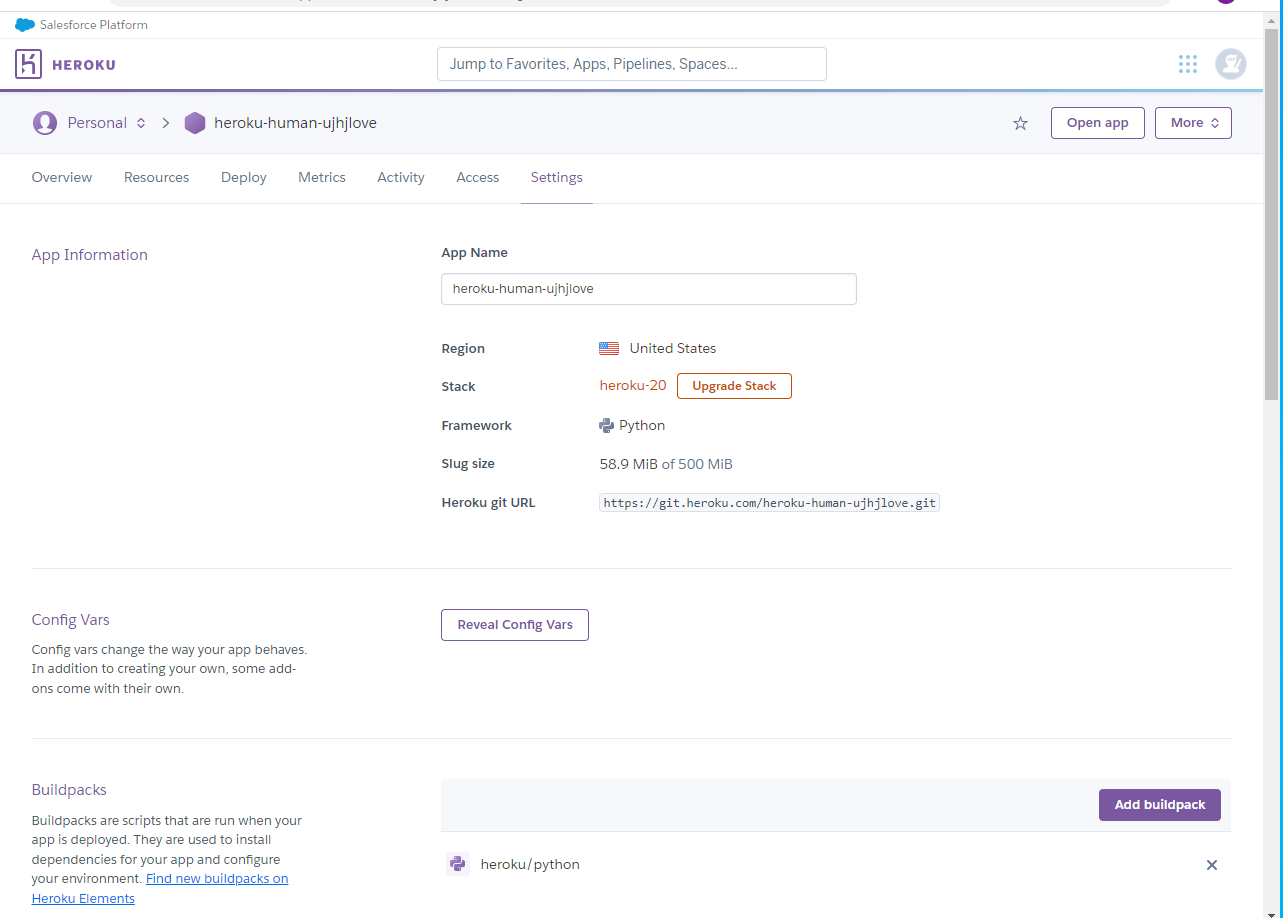 Salesforce Platform
HEROKU
Jump to Favorites, Apps, Pipelines, Spaces...
Personal
heroku-human-ujhjlove
Open app
More
Overview
Resources
Deploy
Metrics
Activity
Access
Settings
App Information
App Name
heroku-human-ujhjlove
Region
United States
Stack
heroku-20
Upgrade Stack
Framework
Python
Slug size
58.9 MiB of 500 MiB
Heroku git URL
https://git.heroku.com/heroku-human-ujhjlove.git
Config Vars
Config vars change the way your app behaves.
In addition to creating your own, some add-
ons come with their own.
Reveal Config Vars
Buildpacks
Buildpacks are scripts that are run when your
app is deployed. They are used to install
dependencies for your app and configure
your environment. Find new buildpacks on
Heroku Elements
Add buildpack
heroku/python